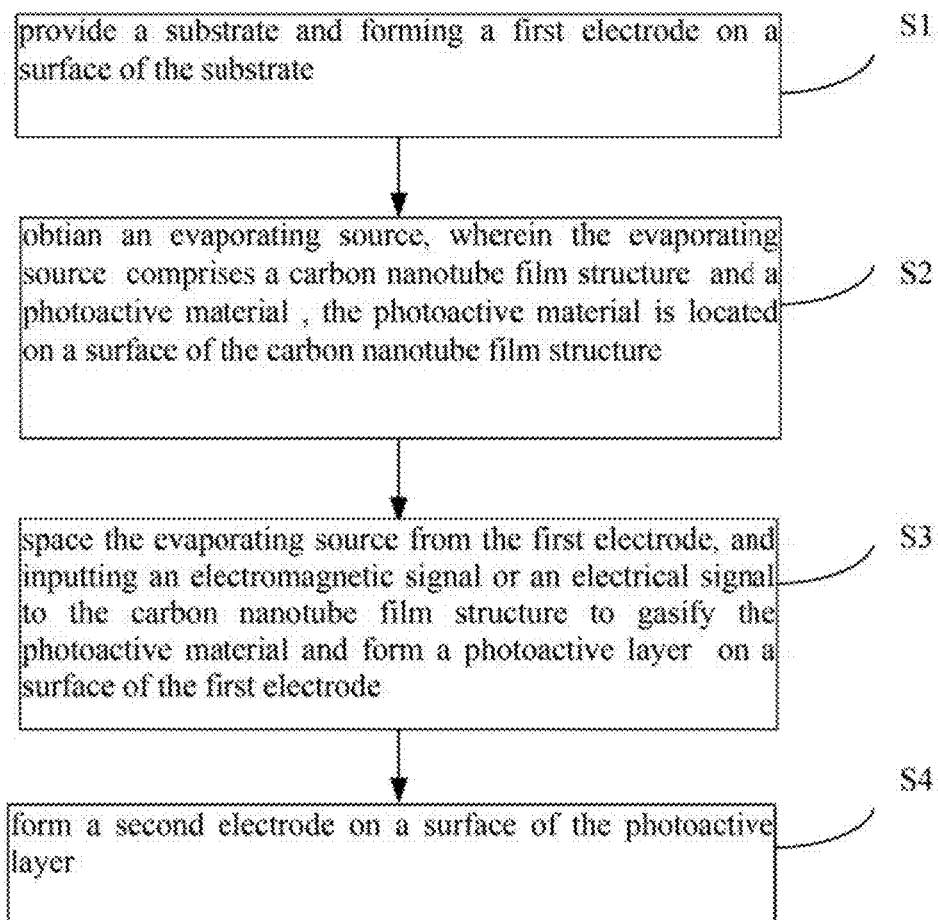 provide a substrate and forming a first electrode on a
surface of the substrate
S1
obtian an evaporating source, wherein the evaporating
source comprises a carbon nanotube film structure and a
photoactive material , the photoactive material is located
on a surface of the carbon nanotube film structure
S2
space the evaporating source from the first electrode, and
inputting an electromagnetic signal or an electrical signal
to the carbon nanotube film structure to gasify the
photoactive material and form a photoactive layer on a
surface of the first electrode
S3
form a second electrode on a surface of the photoactive
layer
S4